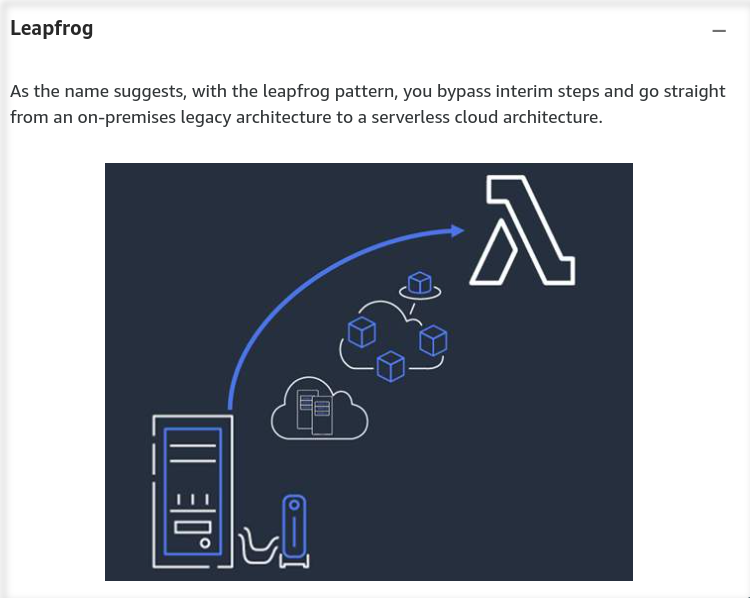 Leapfrog
As the name suggests, with the leapfrog pattern, you bypass interim steps and go straight
from an on-premises legacy architecture to a serverless cloud architecture.